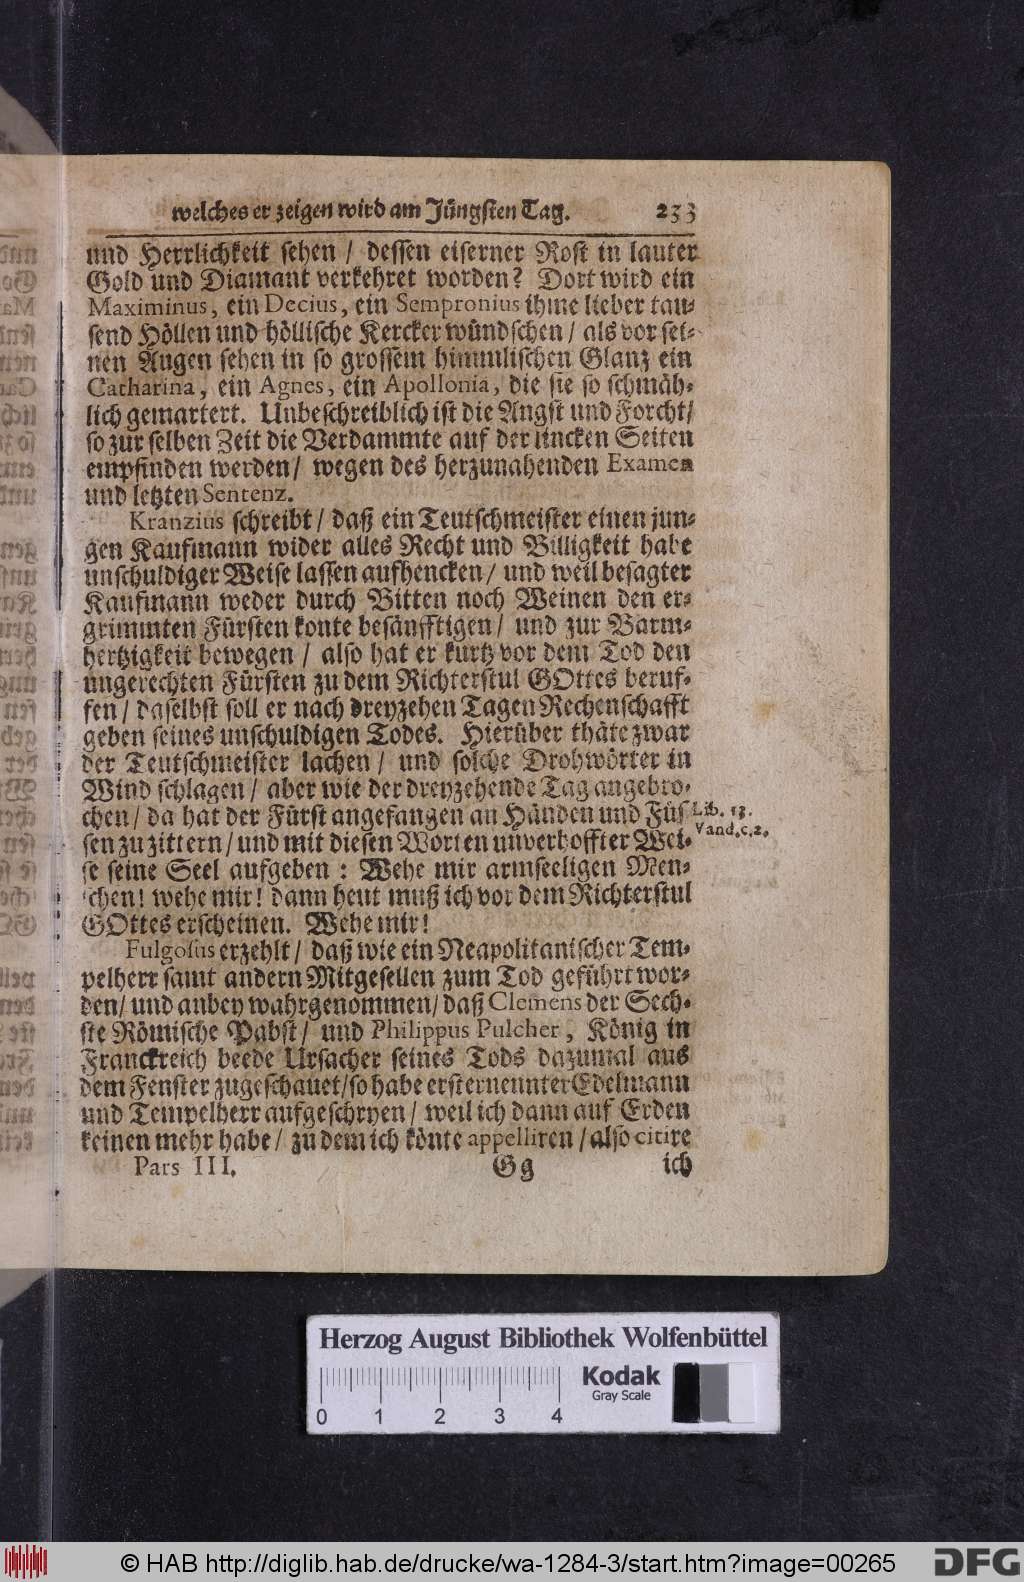 welches er zeigen wird am Jüngsten Tag. 233
und Herrlichkeit sehen / dessen eiserner Rost in lauter
Gold und Diamant verkehret worden? Dort wird ein
Maximinus, ein Decius, ein Sempronius ihme lieber tau-
send Höllen und höllische Kercker wündschen / als vor sei-
nen Augen sehen in so grossem himmlischen Glanz ein
Catharina, ein Agnes, ein Apollonia, die sie so schmäh-
lich gemartert. Unbeschreiblich ist die Angst und Forcht /
so zur selben Zeit die Verdammte auf der lincken Seiten
empfinden werden / wegen des herzunahenden Examen
und letzten Sentenz.
Kranzius schreibt / daß ein Teutschmeister einen jun-
gen Kaufmann wider alles Recht und Billigkeit habe
unschuldiger Weise lassen aufhencken / und weil besagter
Kaufmann weder durch Bitten noch Weinen den er-
grimmten Fürsten konte besänfftigen / und zur Barm-
hertzigkeit bewegen / also hat er kurtz vor dem Tod den
ungerechten Fürsten zu dem Richterstul GOttes beruf-
fen / daselbst soll er nach dreyzehen Tagen Rechenschafft
geben seines unschuldigen Todes. Hierüber thäte zwar
der Teutschmeister lachen / und solche Drohwörter in
Wind schlagen / aber wie der dreyzehende Tag angebro-
chen / da hat der Fürst angefangen an Händen und Füs
Lib. 13.
Vand. c. 2.
sen zu zittern / und mit diesen Worten unverhoffter Wei-
se seine Seel aufgeben : Wehe mir armseeligen Men-
schen! wehe mir! dann heut muß ich vor dem Richterstul
GOttes erscheinen. Wehe mir!
Fulgosus erzehlt / daß wie ein Neapolitanischer Tem-
pelherr samt andern Mitgesellen zum Tod geführt wor-
den / und anbey wahrgenommen / daß Clemens der Sech-
ste Römische Pabst / und Philippus Pulcher, König in
Franckreich beede Ursacher seines Tods dazumal aus
dem Fenster zugeschauet / so habe ersternennter Edelmann
und Tempelherr aufgeschryen / weil ich dann auf Erden
keinen mehr habe / zu dem ich könte appelliren / also citire
Pars III. Gg ich
Herzog August Bibliothek Wolfenbüttel
Kodak
Gray Scale
0 1 2 3 4
© HAB http://diglib.hab.de/drucke/wa-1284-3/start.htm?image=00265
DFG